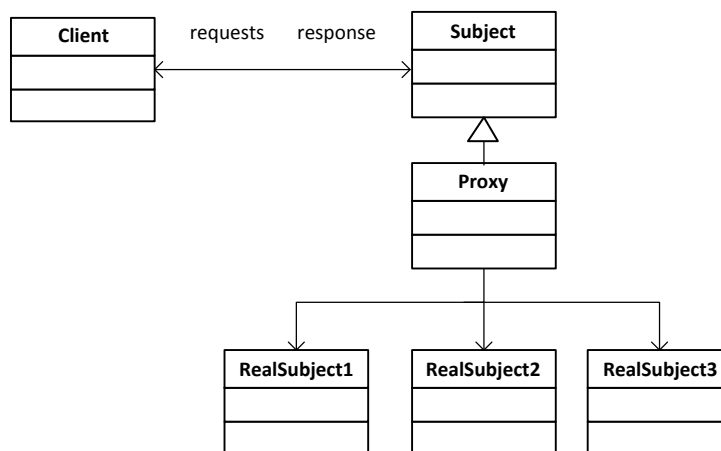 Client
requests response
Subject
Proxy
RealSubject1
RealSubject2
RealSubject3